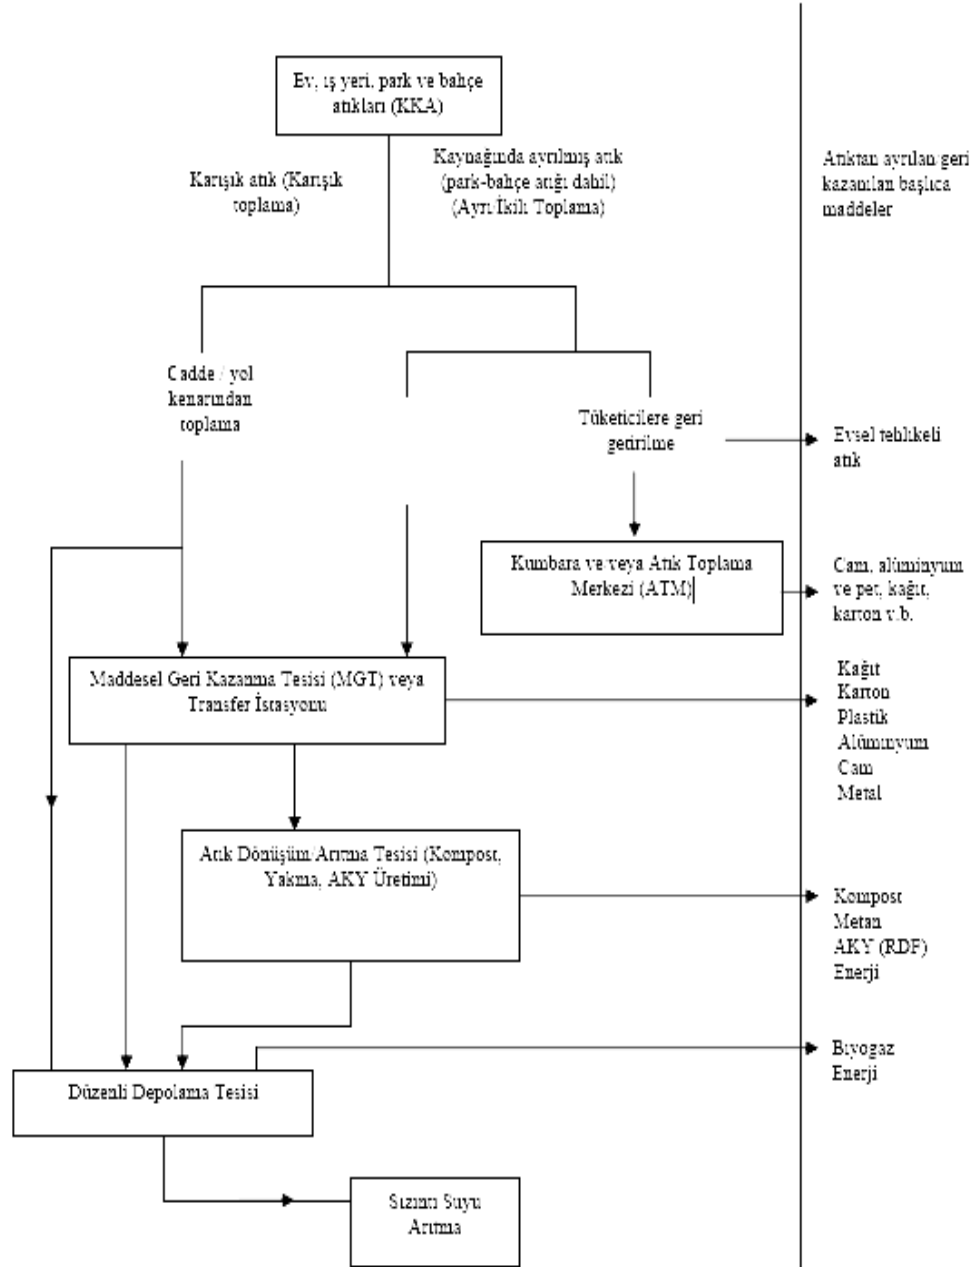 Ev, iş yeri, park ve bahçe
atıkları (KKA)
Karışık atık (Karışık
toplama)
Kaynağında ayrılmış atık
(park-bahçe atığı dahil)
(Ayrı/İkili Toplama)
Atıktan ayrılan geri
kazanılan başlıca
maddeler
Cadde / yol
kenarından
toplama
Tüketicilere geri
getirilme
Evsel tehlikeli
atık
Kumbara ve/veya Atık Toplama
Merkezi (ATM)
Cam, alüminyum
ve pet, kağıt,
karton v.b.
Maddesel Geri Kazanma Tesisi (MGT) veya
Transfer İstasyonu
Kağıt
Karton
Plastik
Alüminyum
Cam
Metal
Atık Dönüşüm/Arıtma Tesisi (Kompost,
Yakma, AKY Üretimi)
Kompost
Metan
AKY (RDF)
Enerji
Biyogaz
Enerji
Düzenli Depolama Tesisi
Sızıntı Suyu
Arıtma